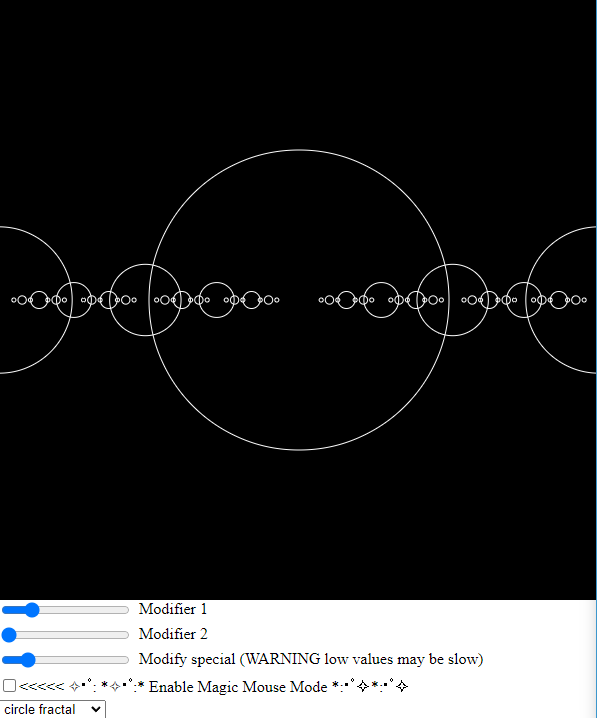 Modifier 1
Modifier 2
Modify special (WARNING low values may be slow)
<<<<< ✧･ﾟ: *✧･ﾟ:* Enable Magic Mouse Mode *:･ﾟ✧*:･ﾟ✧
circle fractal